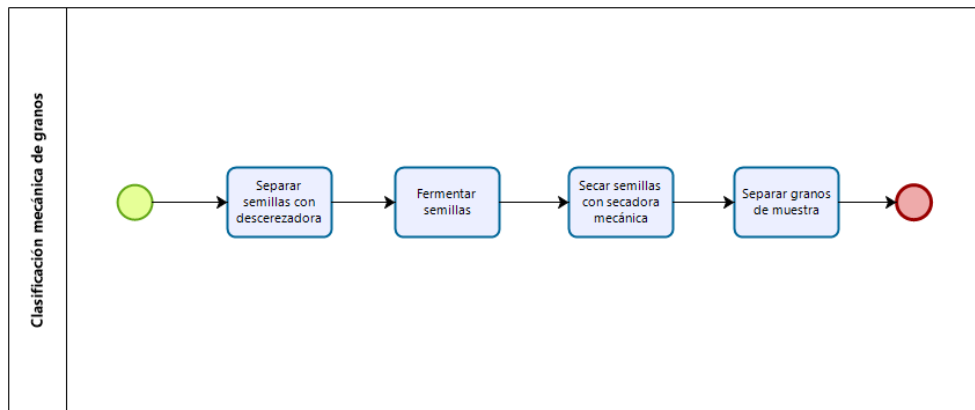 Clasificación mecánica de granos
Separar
semillas con
descerezadora
Fermentar
semillas
Secar semillas
con secadora
mecánica
Separar granos
de muestra